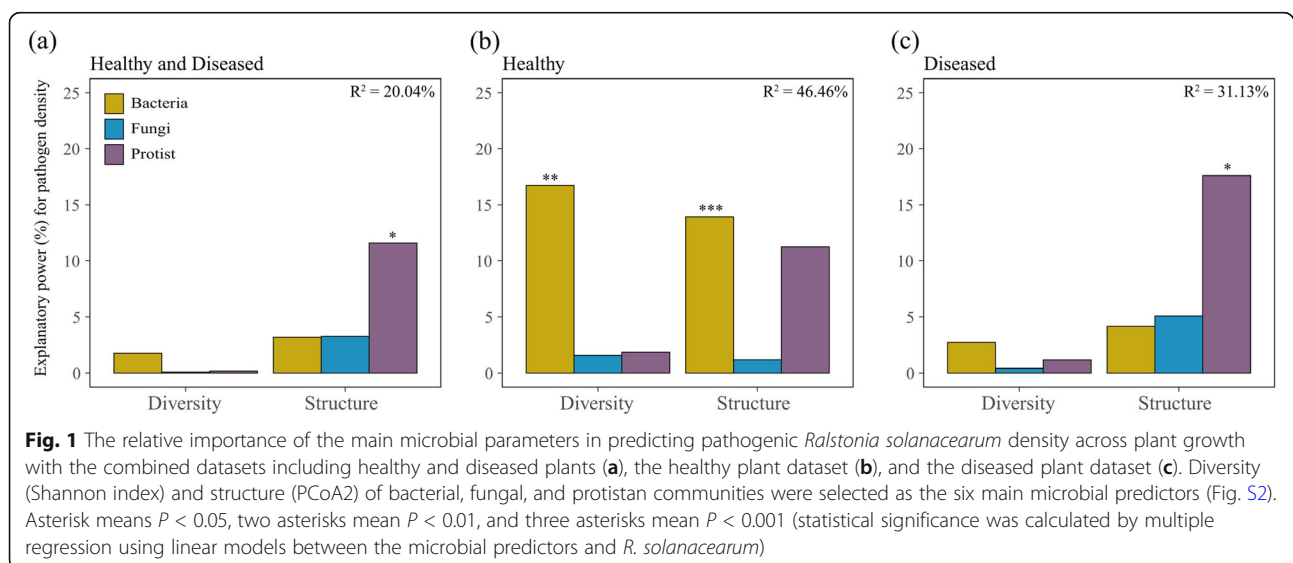 (a)
Healthy and Diseased
R² = 20.04%
Bacteria
Fungi
Protist
Explanatory power (%) for pathogen density
25
20
15
10
5
0
*
Diversity
Structure
(b)
Healthy
R² = 46.46%
25
20
15
10
5
0
**
***
Diversity
Structure
(c)
Diseased
R² = 31.13%
25
20
15
10
5
0
*
Diversity
Structure
Fig. 1 The relative importance of the main microbial parameters in predicting pathogenic Ralstonia solanacearum density across plant growth
with the combined datasets including healthy and diseased plants (a), the healthy plant dataset (b), and the diseased plant dataset (c). Diversity
(Shannon index) and structure (PCoA2) of bacterial, fungal, and protistan communities were selected as the six main microbial predictors (Fig. S2).
Asterisk means P < 0.05, two asterisks mean P < 0.01, and three asterisks mean P < 0.001 (statistical significance was calculated by multiple
regression using linear models between the microbial predictors and R. solanacearum)